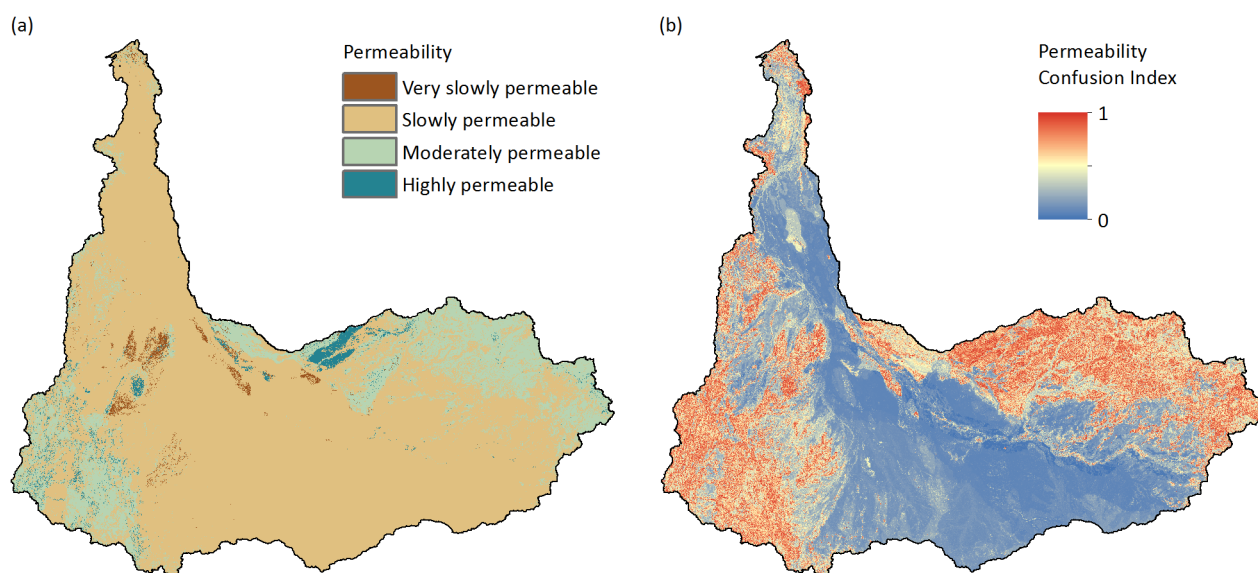 (a)
Permeability
Very slowly permeable
Slowly permeable
Moderately permeable
Highly permeable
(b)
Permeability
Confusion Index
1
0